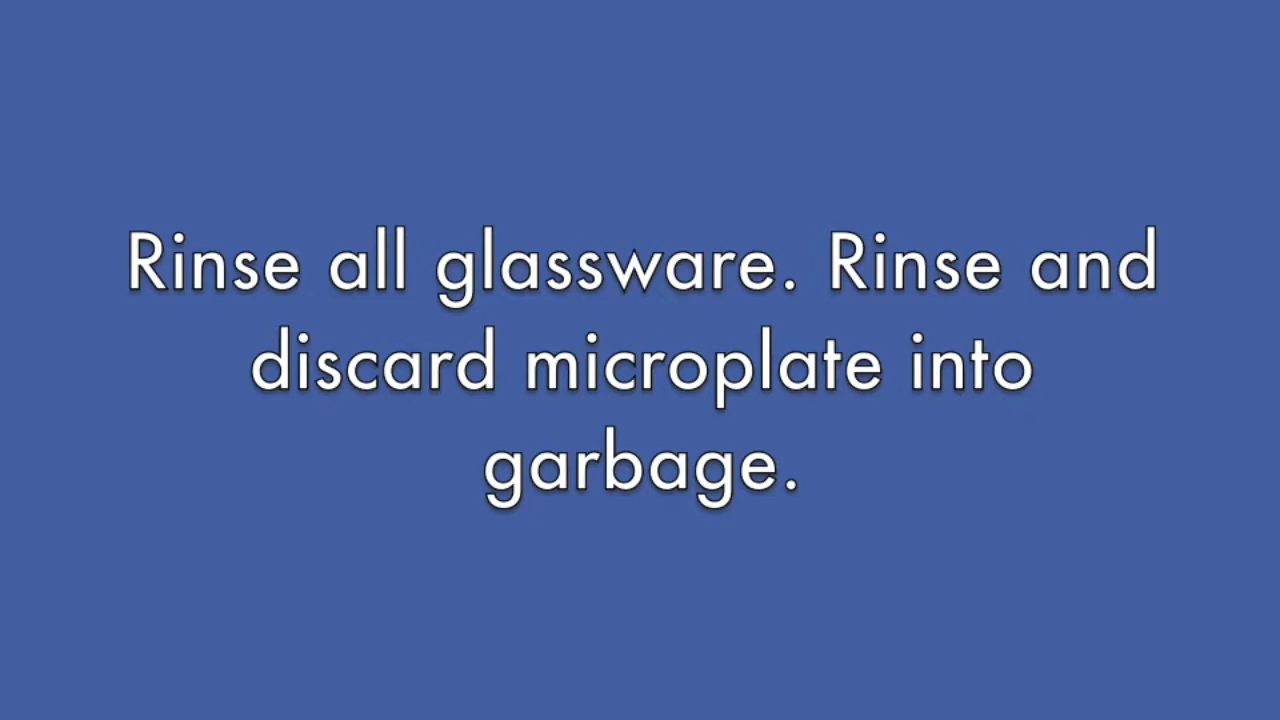 Rinse all glassware. Rinse and
discard microplate into
garbage.